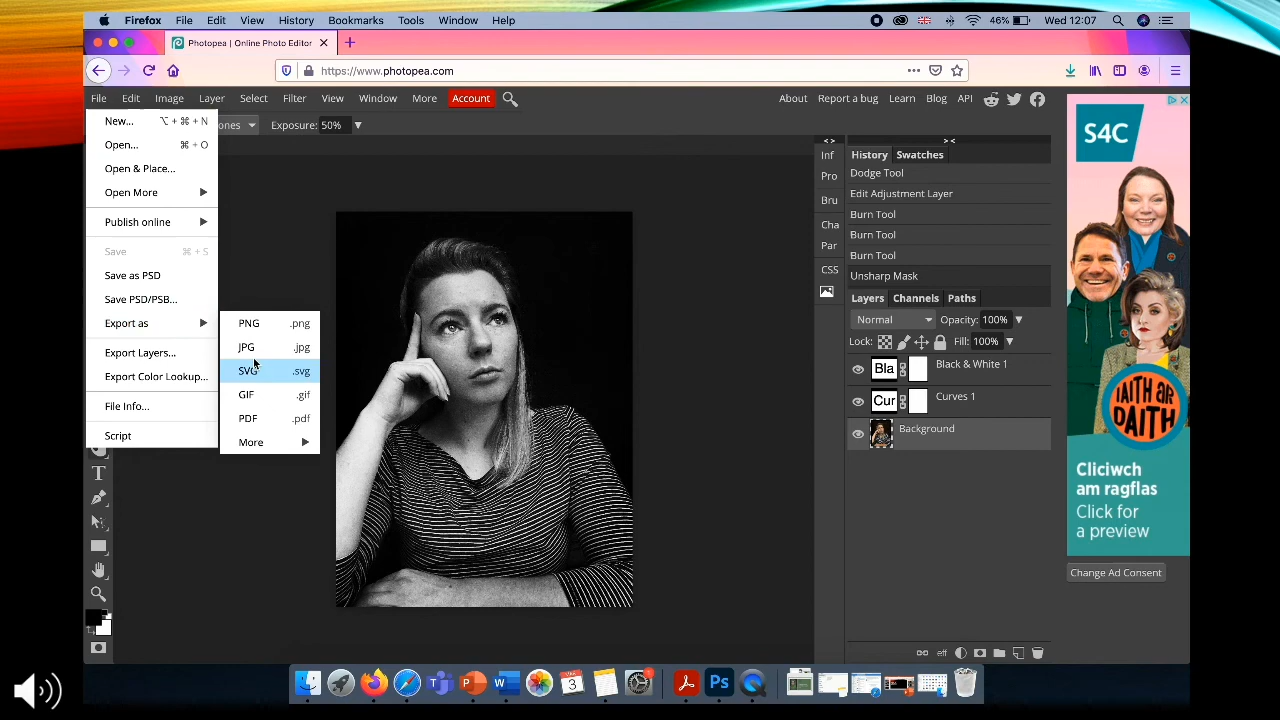 Firefox File Edit View History Bookmarks Tools Window Help
46% Wed 12:07
Photopea | Online Photo Editor
https://www.photopea.com
File Edit Image Layer Select Filter View Window More Account
About Report a bug Learn Blog API
ones Exposure: 50%
New... ⌥ + ⌘ + N
Open... ⌘ + O
Open & Place...
Open More
Publish online
Save ⌘ + S
Save as PSD
Save PSD/PSB...
Export as
Export Layers...
Export Color Lookup...
File Info...
Script
PNG .png
JPG .jpg
SVG .svg
GIF .gif
PDF .pdf
More
T
Inf
Pro
Bru
Cha
Par
CSS
History Swatches
Dodge Tool
Edit Adjustment Layer
Burn Tool
Burn Tool
Burn Tool
Unsharp Mask
Layers Channels Paths
Normal Opacity: 100%
Lock: Fill: 100%
Bla Black & White 1
Cur Curves 1
Background
eff
S4C
IAITH AR
DAITH
Cliciwch
am ragflas
Click for
a preview
Change Ad Consent
3
Ps